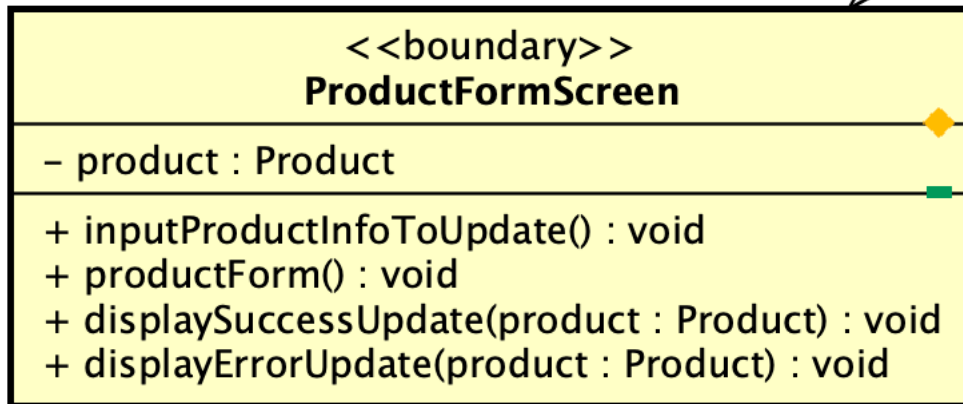 <<boundary>>
ProductFormScreen
– product : Product
+ inputProductInfoToUpdate() : void
+ productForm() : void
+ displaySuccessUpdate(product : Product) : void
+ displayErrorUpdate(product : Product) : void